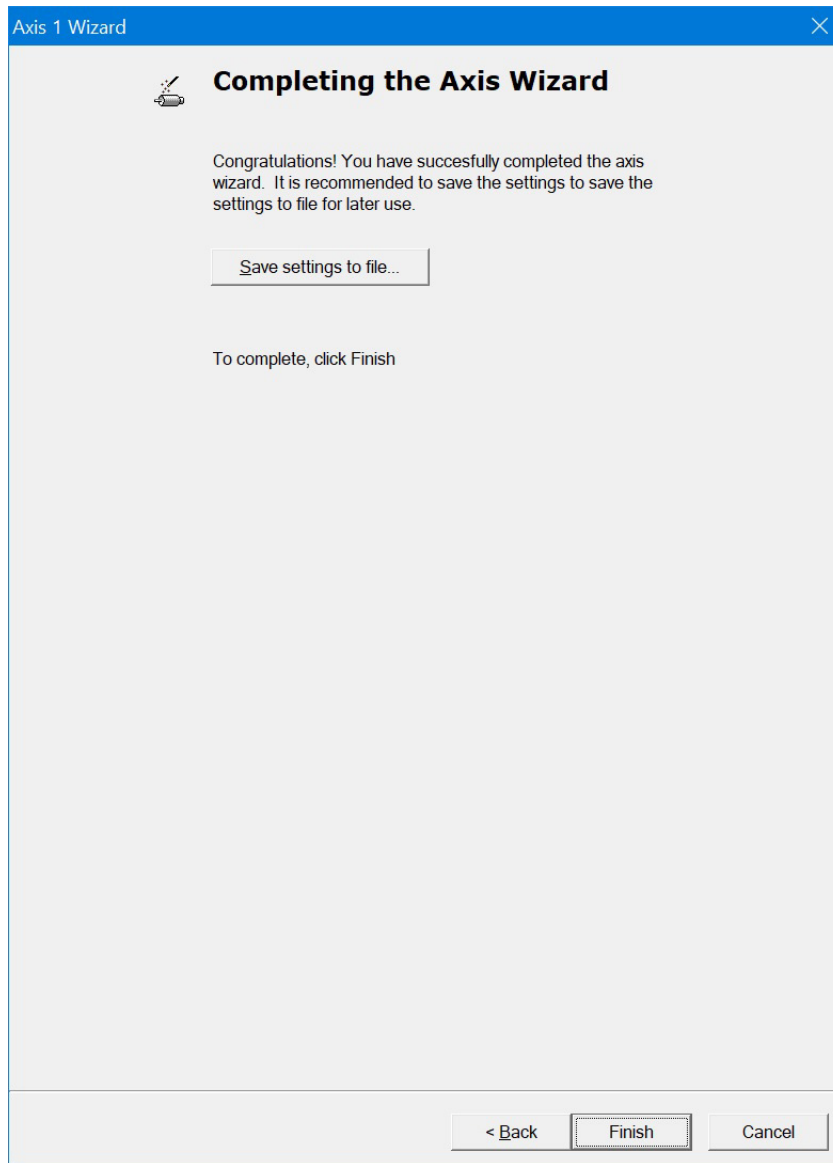 Axis 1 Wizard
Completing the Axis Wizard
Congratulations! You have succesfully completed the axis
wizard. It is recommended to save the settings to save the
settings to file for later use.
Save settings to file...
To complete, click Finish
< Back
Finish
Cancel